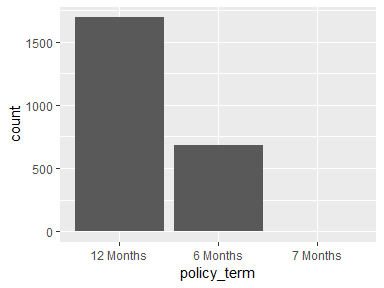 1500
1000
500
0
count
12 Months
6 Months
7 Months
policy_term